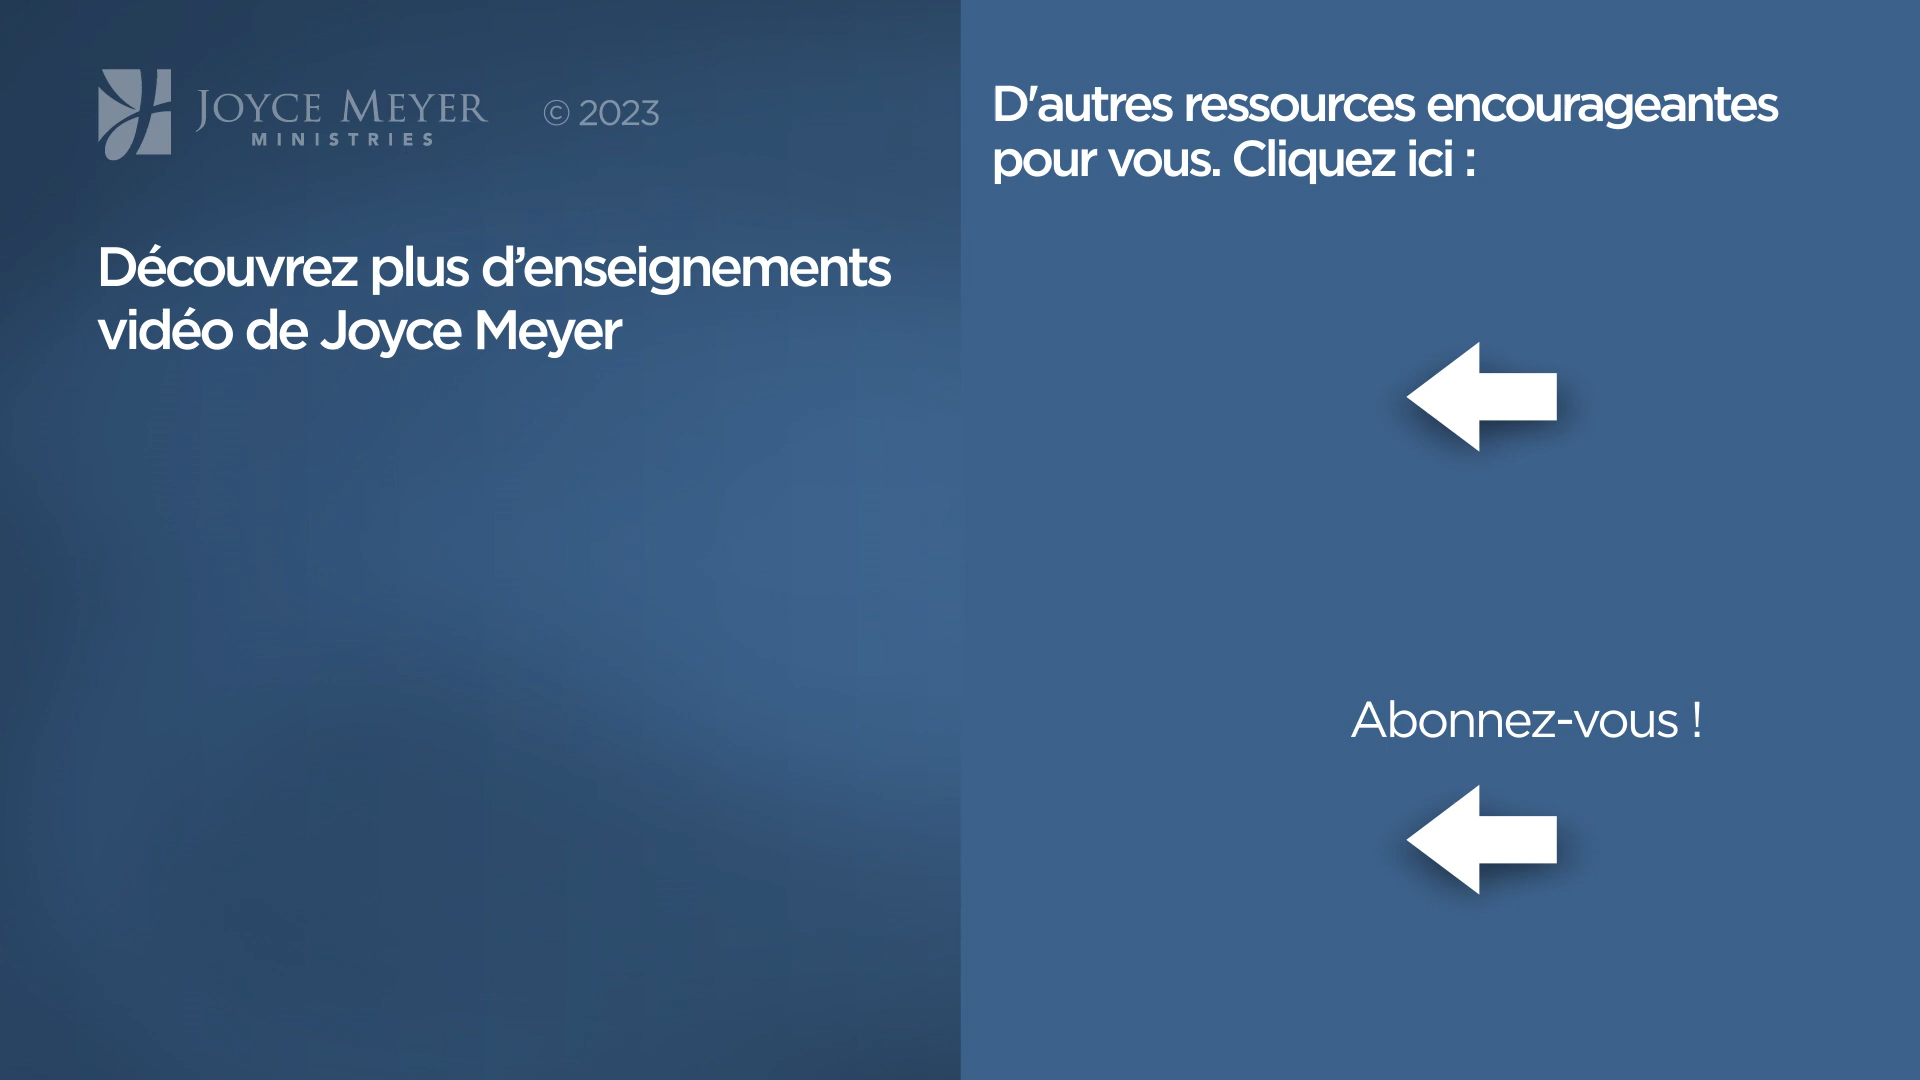 JOYCE MEYER
MINISTRIES
© 2023
Découvrez plus d’enseignements
vidéo de Joyce Meyer
D'autres ressources encourageantes
pour vous. Cliquez ici :
Abonnez-vous !